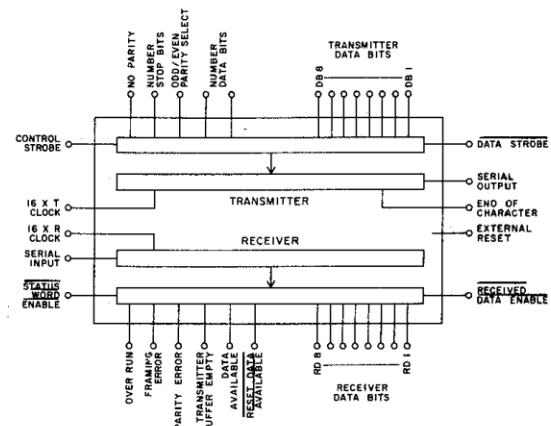 NO PARITY
NUMBER
STOP BITS
ODD/EVEN
PARITY SELECT
NUMBER
DATA BITS
TRANSMITTER
DATA BITS
DB 8
DB 1
CONTROL
STROBE
DATA STROBE
SERIAL
OUTPUT
TRANSMITTER
16 X T
CLOCK
END OF
CHARACTER
16 X R
CLOCK
EXTERNAL
RESET
RECEIVER
SERIAL
INPUT
STATUS
WORD
ENABLE
RECEIVED
DATA ENABLE
OVER RUN
FRAMING
ERROR
PARITY ERROR
TRANSMITTER
BUFFER EMPTY
DATA
AVAILABLE
RESET DATA
AVAILABLE
RD 8
RD 1
RECEIVER
DATA BITS